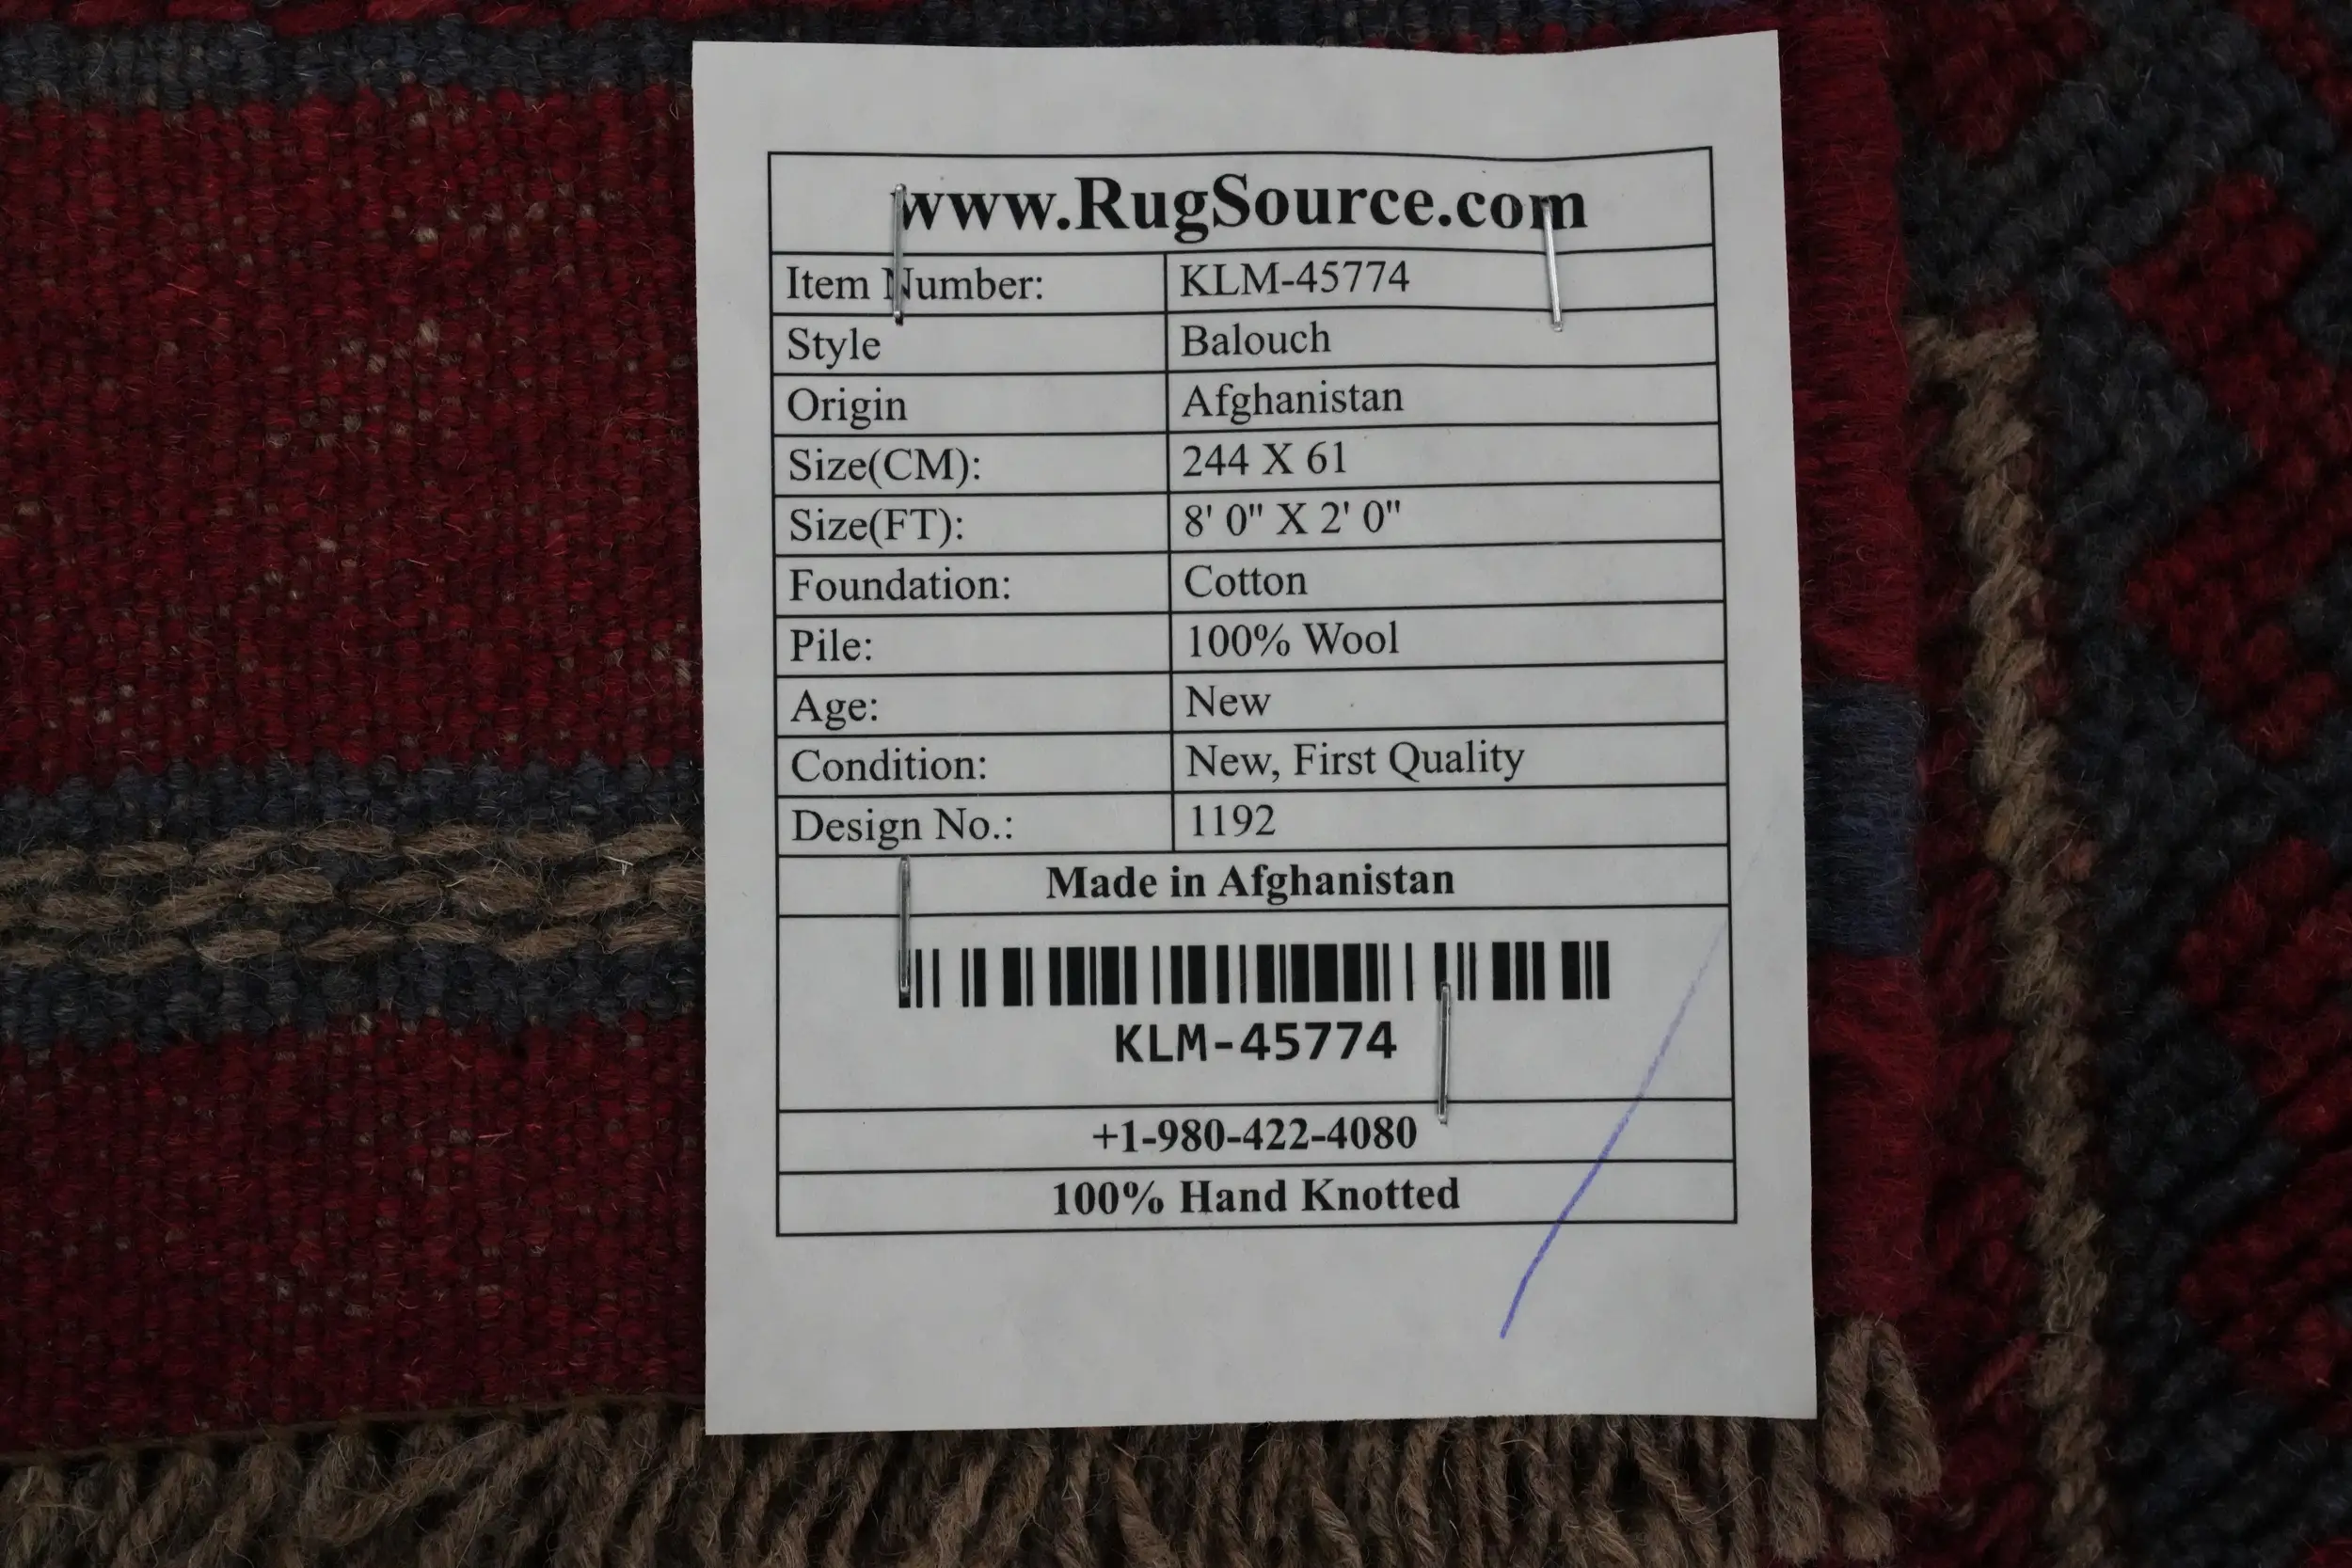 www.RugSource.com
Item Number: KLM-45774
Style Balouch
Origin Afghanistan
Size(CM): 244 X 61
Size(FT): 8' 0" X 2' 0"
Foundation: Cotton
Pile: 100% Wool
Age: New
Condition: New, First Quality
Design No.: 1192
Made in Afghanistan
KLM-45774
+1-980-422-4080
100% Hand Knotted